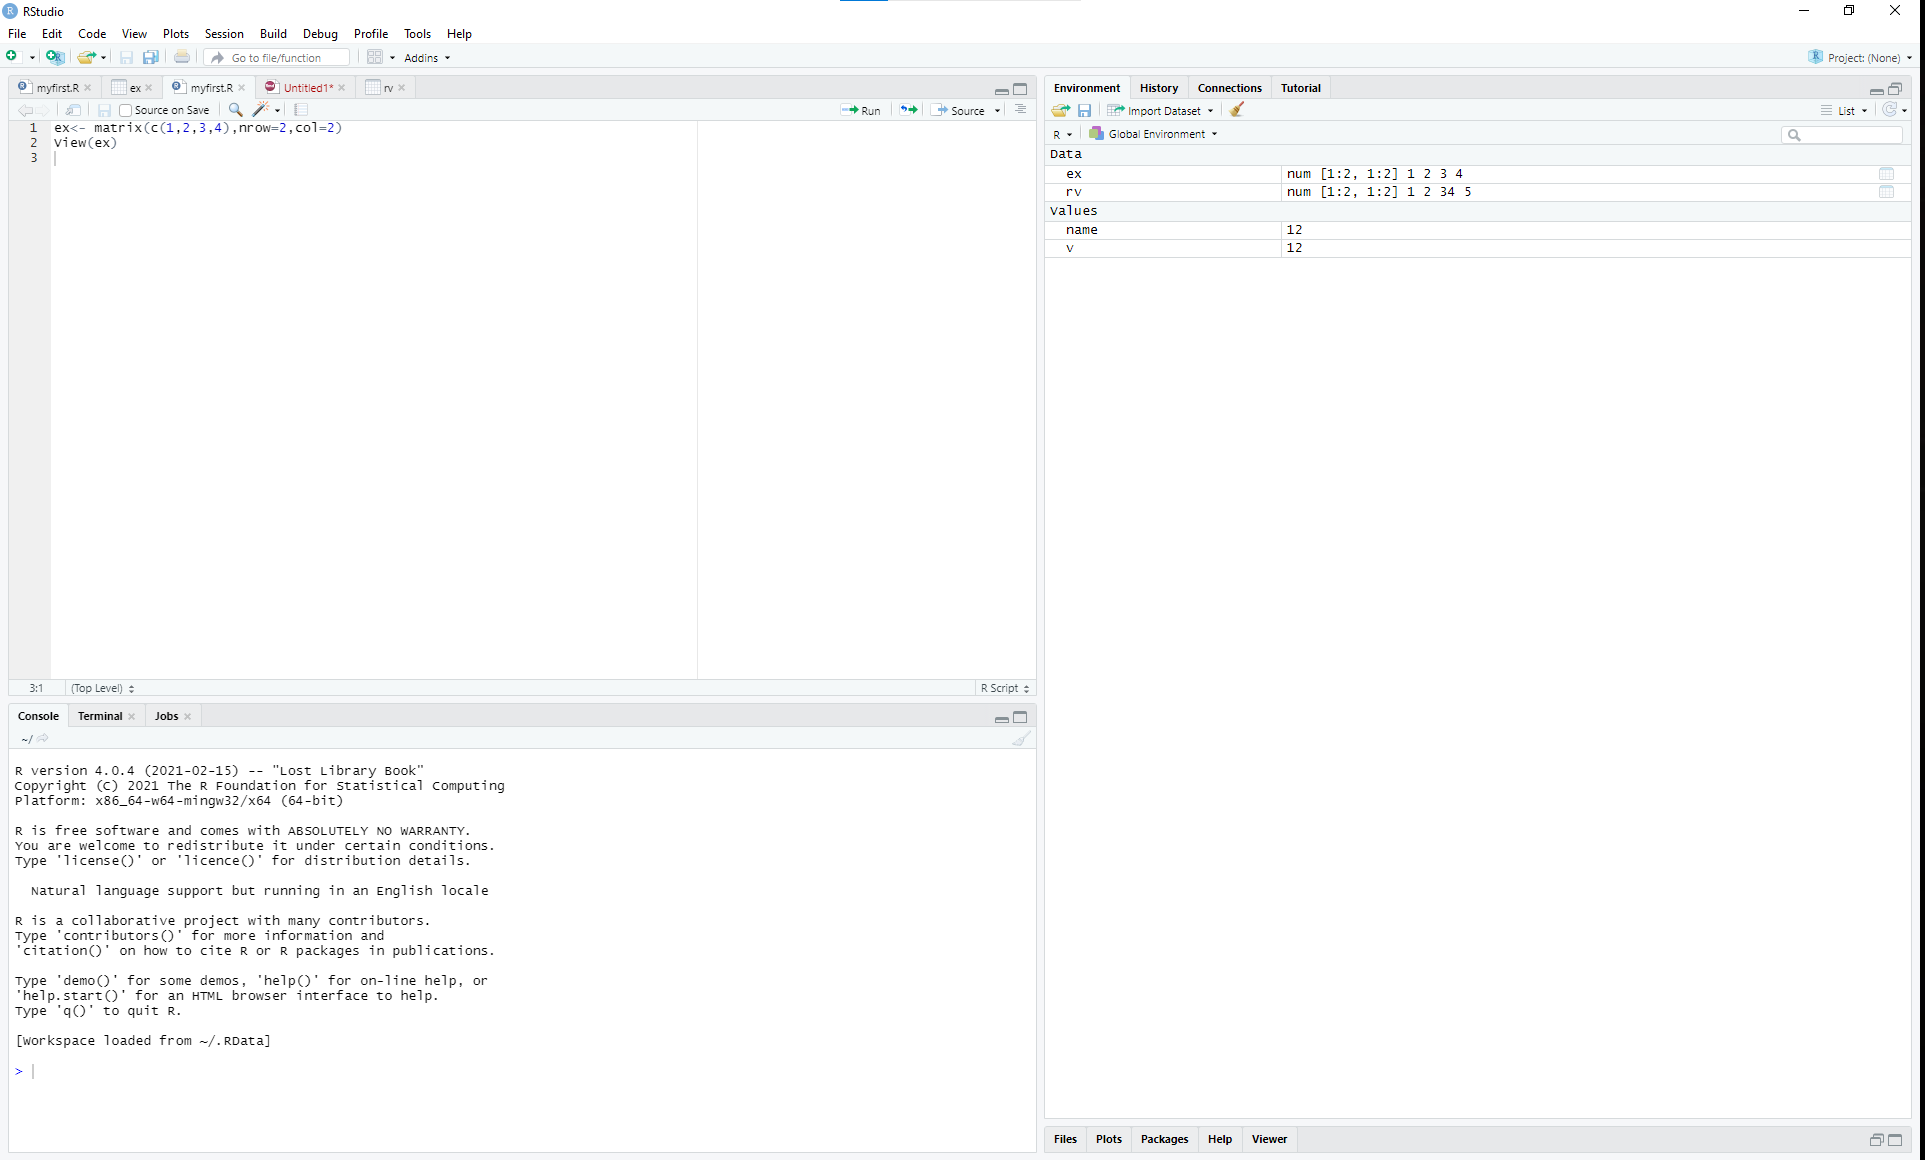 RStudio
File Edit Code View Plots Session Build Debug Profile Tools Help
Go to file/function Addins Project: (None)
myfirst.R ex myfirst.R Untitled1* rv
Source on Save Run Source
1 ex<- matrix(c(1,2,3,4),nrow=2,col=2)
2 View(ex)
3
3:1 (Top Level) R Script
Console Terminal Jobs
~/
R version 4.0.4 (2021-02-15) -- "Lost Library Book"
Copyright (C) 2021 The R Foundation for Statistical Computing
Platform: x86_64-w64-mingw32/x64 (64-bit)
R is free software and comes with ABSOLUTELY NO WARRANTY.
You are welcome to redistribute it under certain conditions.
Type 'license()' or 'licence()' for distribution details.
Natural language support but running in an English locale
R is a collaborative project with many contributors.
Type 'contributors()' for more information and
'citation()' on how to cite R or R packages in publications.
Type 'demo()' for some demos, 'help()' for on-line help, or
'help.start()' for an HTML browser interface to help.
Type 'q()' to quit R.
[Workspace loaded from ~/.RData]
>
Environment History Connections Tutorial
Import Dataset List
R Global Environment
Data
ex num [1:2, 1:2] 1 2 3 4
rv num [1:2, 1:2] 1 2 34 5
Values
name 12
v 12
Files Plots Packages Help Viewer